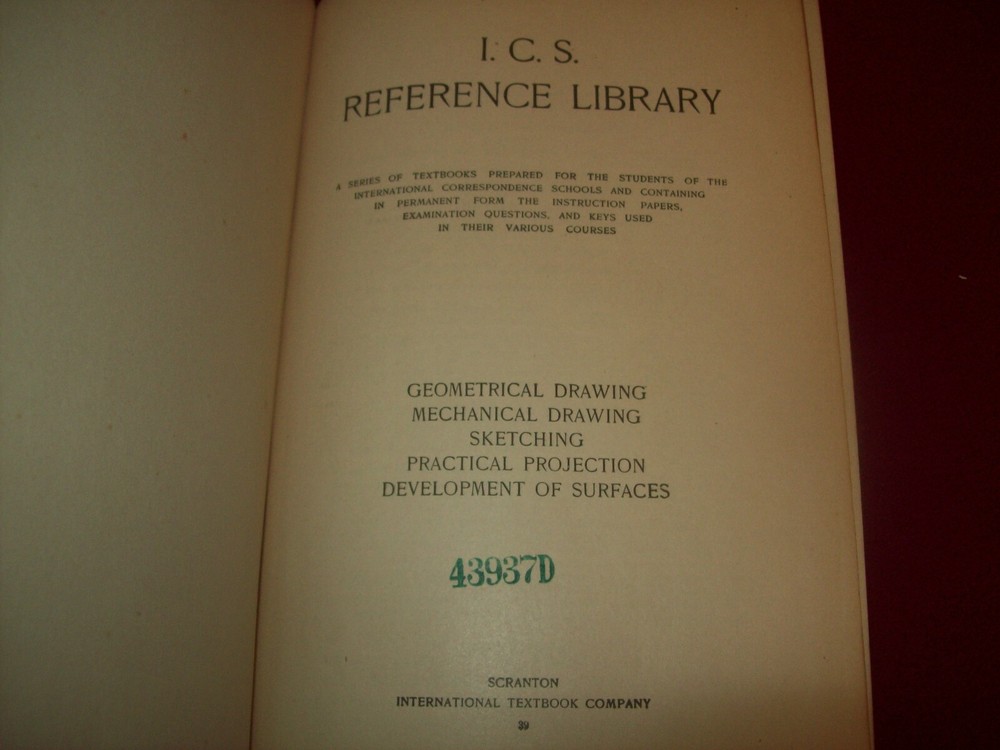 I. C. S.
REFERENCE LIBRARY
A SERIES OF TEXTBOOKS PREPARED FOR THE STUDENTS OF THE
INTERNATIONAL CORRESPONDENCE SCHOOLS AND CONTAINING
IN PERMANENT FORM THE INSTRUCTION PAPERS,
EXAMINATION QUESTIONS, AND KEYS USED
IN THEIR VARIOUS COURSES
GEOMETRICAL DRAWING
MECHANICAL DRAWING
SKETCHING
PRACTICAL PROJECTION
DEVELOPMENT OF SURFACES
43937D
SCRANTON
INTERNATIONAL TEXTBOOK COMPANY
39